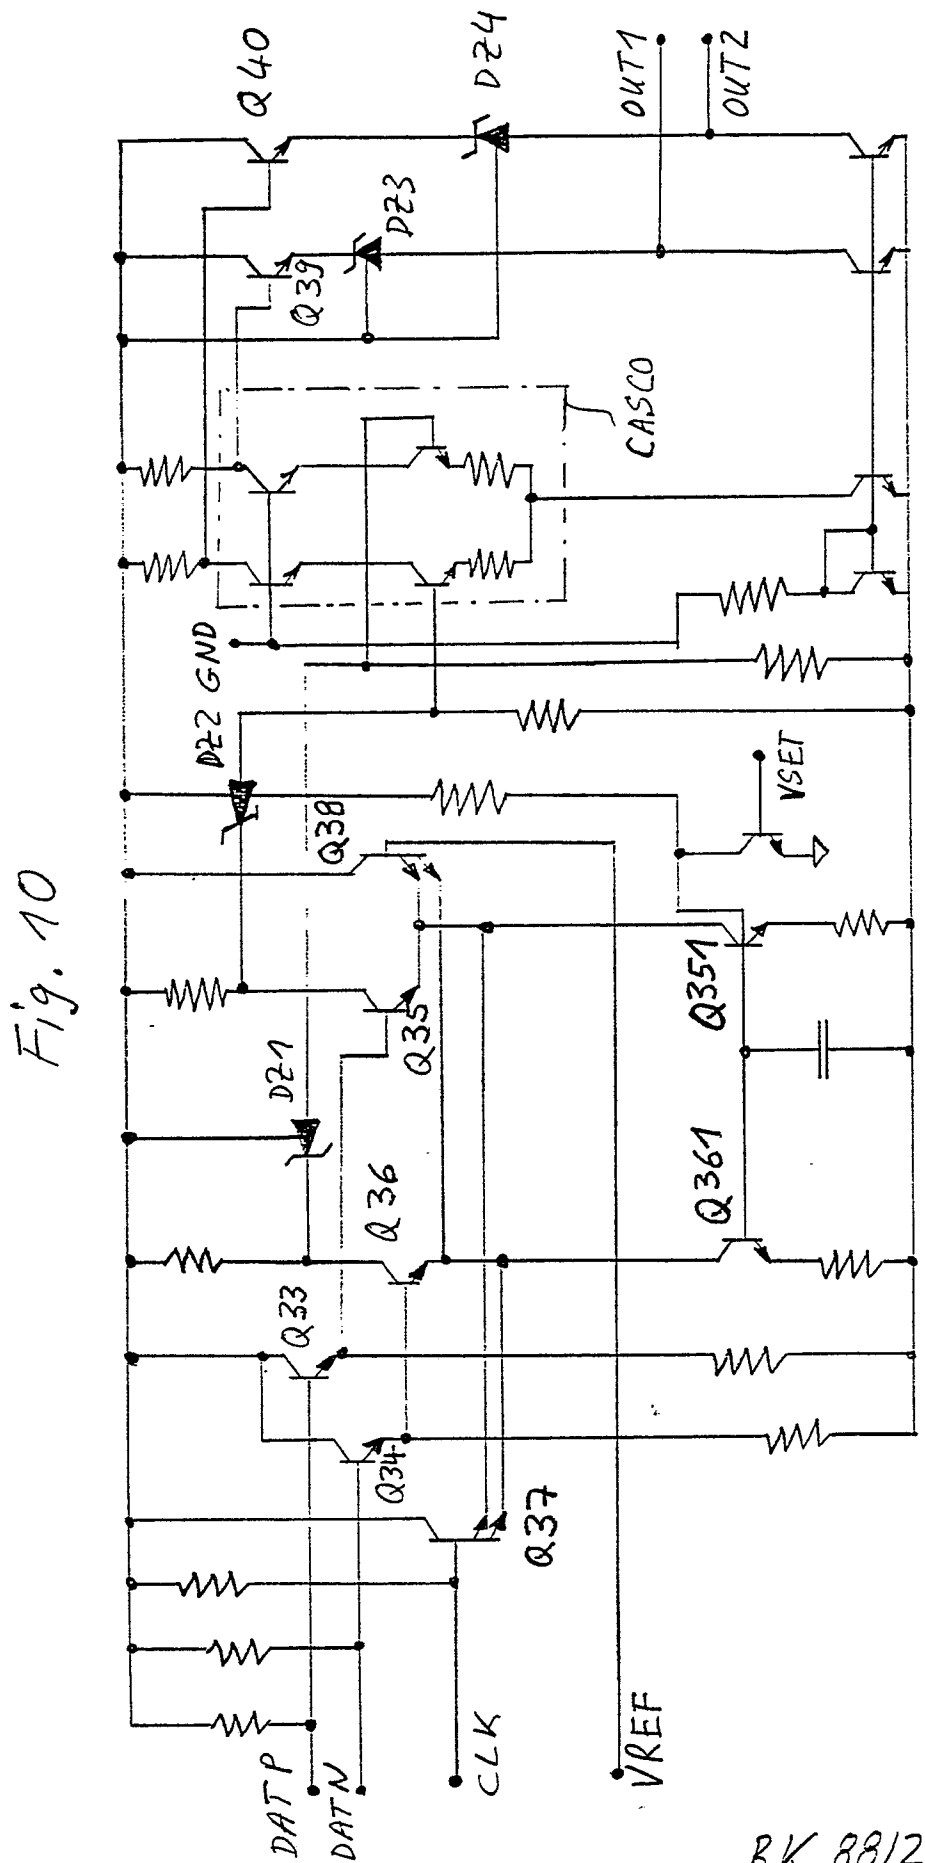 Fig. 10
DATP
DATN
CLK
VREF
Q37
Q34
Q33
Q36
DZ1
Q35
Q38
DZ2
GND
Q361
Q351
VSET
CASCO
Q39
DZ3
Q40
DZ4
OUT1
OUT2
BK 8812